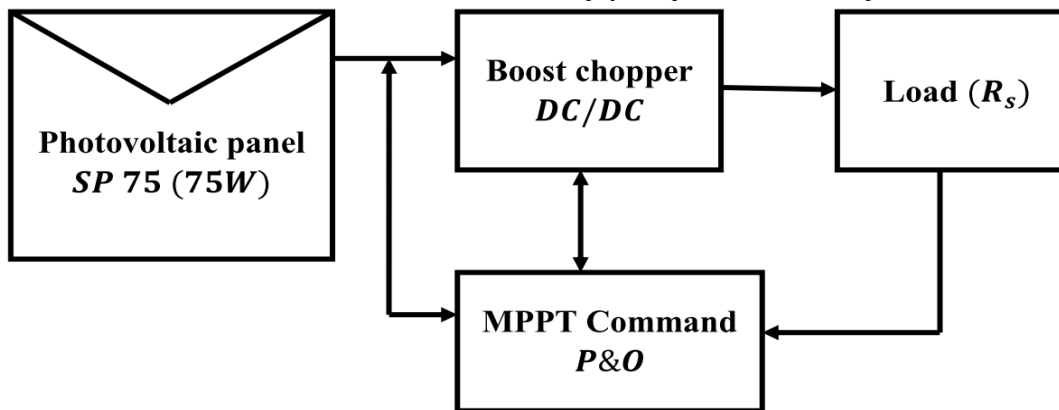 Photovoltaic panel
SP 75 (75W)
Boost chopper
DC/DC
Load (Rₛ)
MPPT Command
P&O